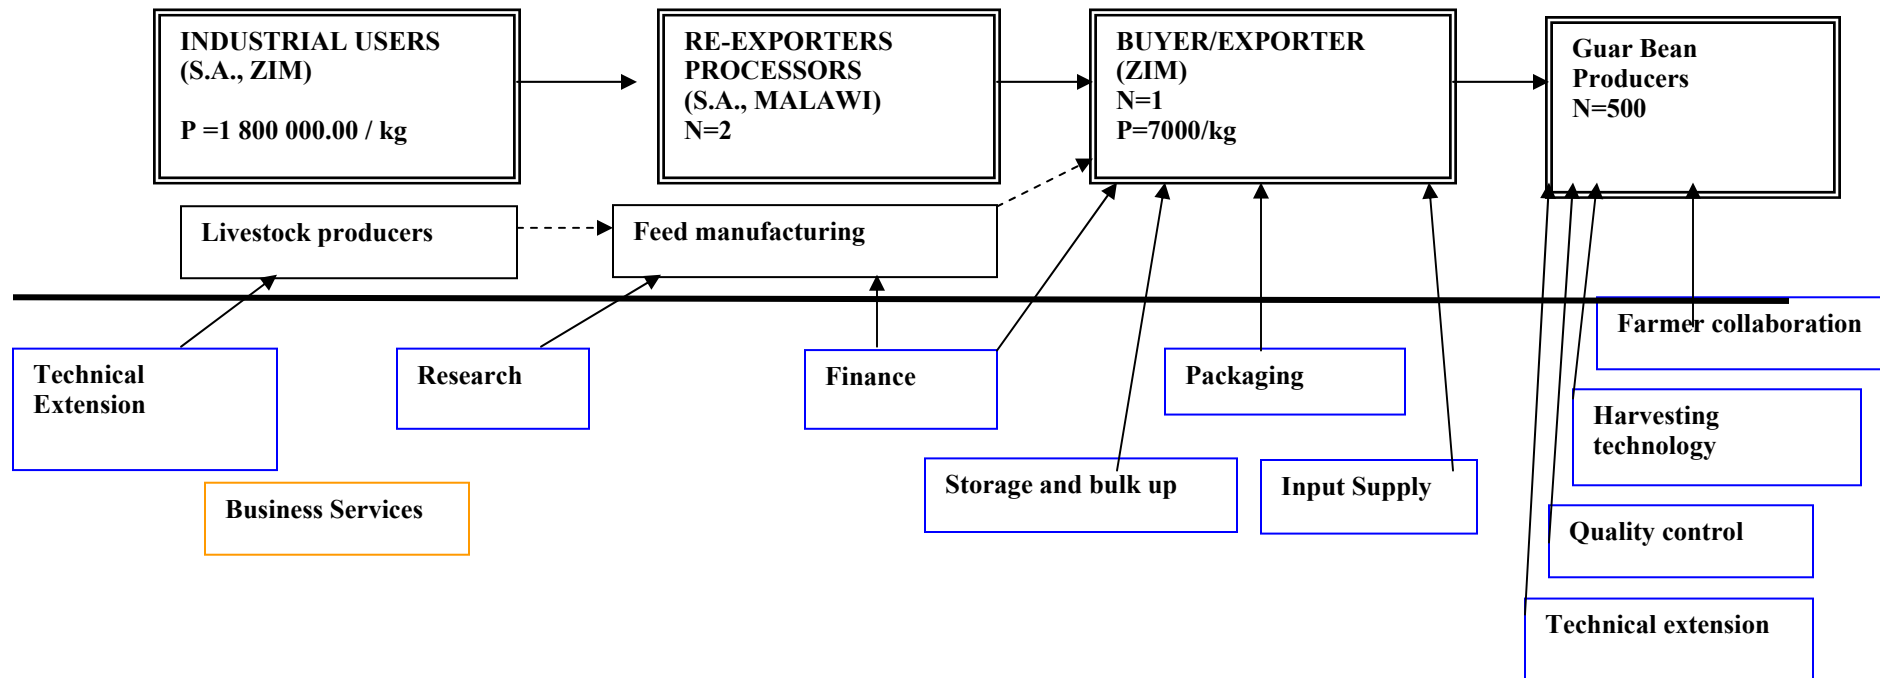 INDUSTRIAL USERS
(S.A., ZIM)
P =1 800 000.00 / kg
RE-EXPORTERS
PROCESSORS
(S.A., MALAWI)
N=2
BUYER/EXPORTER
(ZIM)
N=1
P=7000/kg
Guar Bean
Producers
N=500
Livestock producers
Feed manufacturing
Farmer collaboration
Technical
Extension
Research
Finance
Packaging
Harvesting
technology
Business Services
Storage and bulk up
Input Supply
Quality control
Technical extension